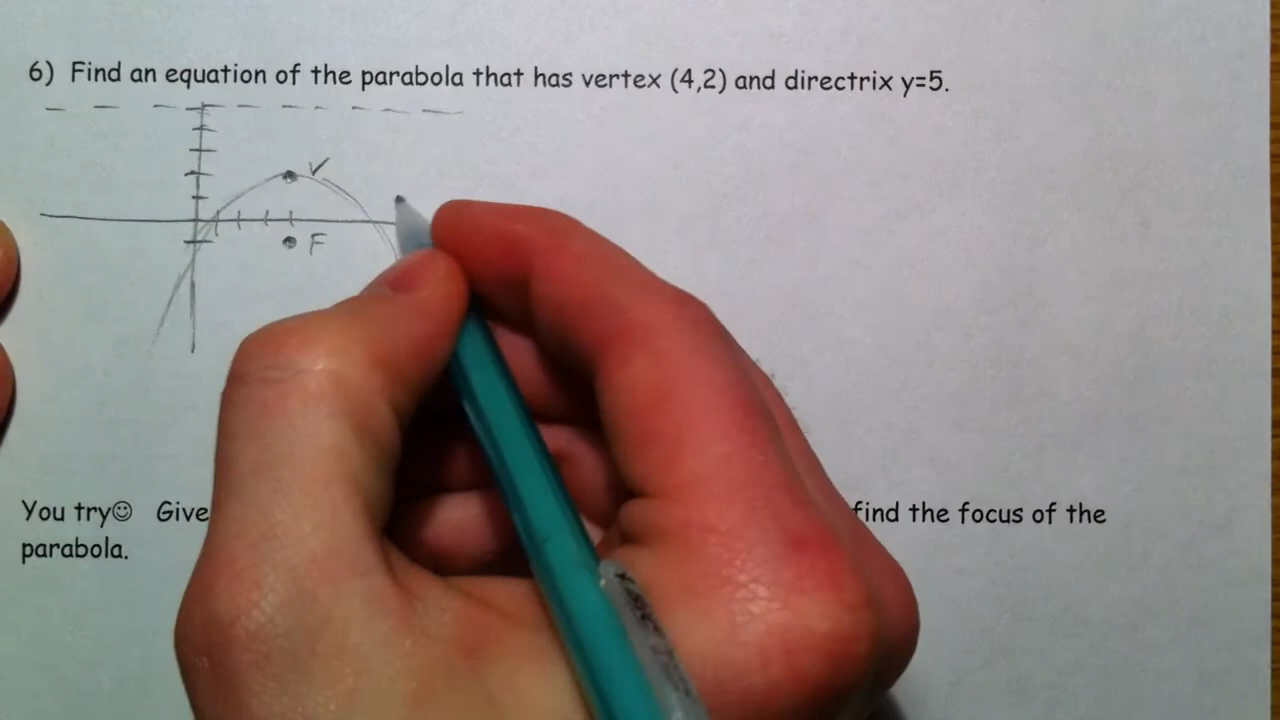 6) Find an equation of the parabola that has vertex (4,2) and directrix y=5.
V
F
You try☺ Give find the focus of the
parabola.